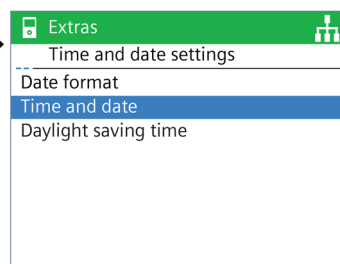 Extras
Time and date settings
Date format
Time and date
Daylight saving time